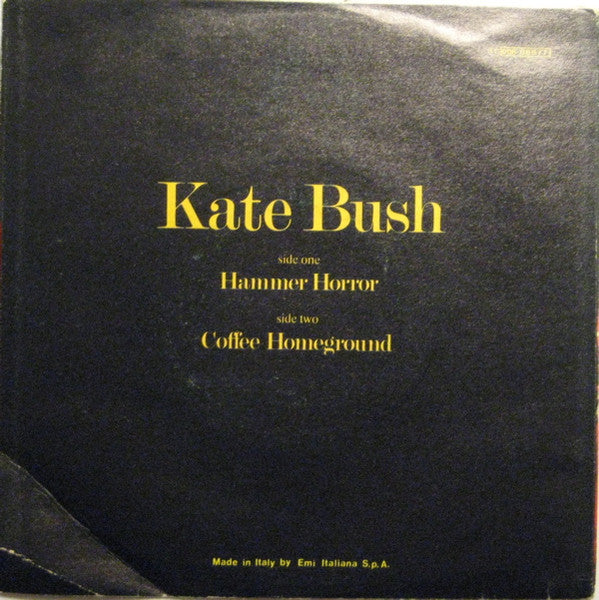 Kate Bush
side one
Hammer Horror
side two
Coffee Homeground
Made in Italy by Emi Italiana S.p.A.